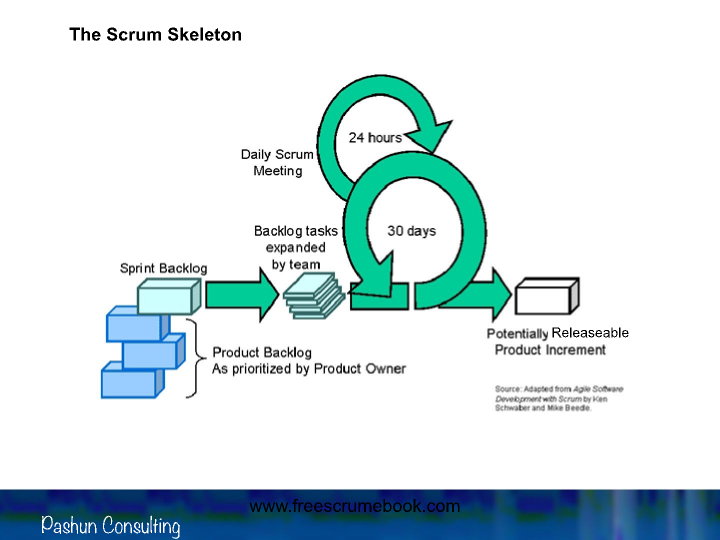 The Scrum Skeleton
24 hours
Daily Scrum
Meeting
Backlog tasks
expanded
by team
30 days
Sprint Backlog
Potentially Releaseable
Product Increment
Product Backlog
As prioritized by Product Owner
Source: Adapted from Agile Software
Development with Scrum by Ken
Schwaber and Mike Beedle.
www.freescrumebook.com
Pashun Consulting